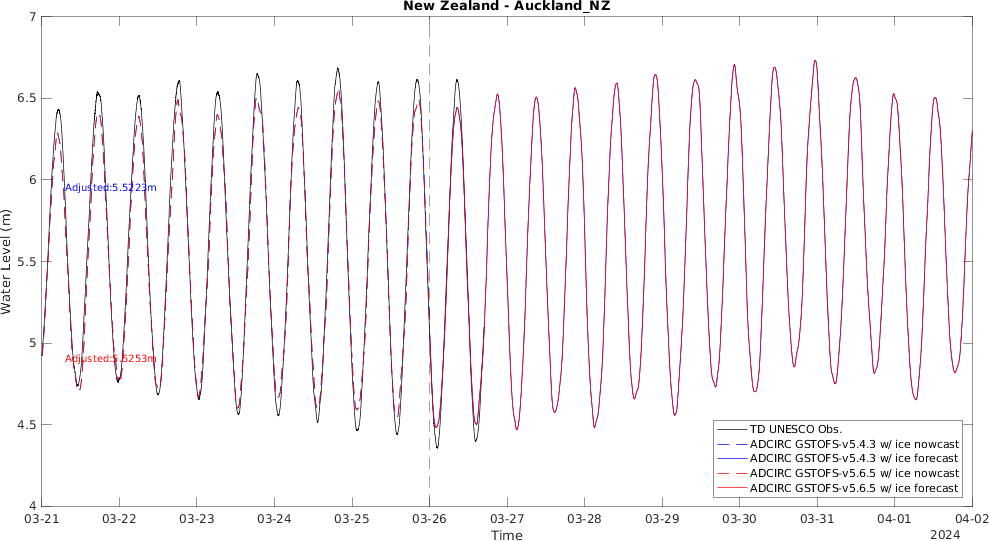 New Zealand - Auckland_NZ
7
6.5
6
5.5
5
4.5
4
Water Level (m)
Adjusted:5.5223m
Adjusted:5.5253m
TD UNESCO Obs.
ADCIRC GSTOFS-v5.4.3 w/ ice nowcast
ADCIRC GSTOFS-v5.4.3 w/ ice forecast
ADCIRC GSTOFS-v5.6.5 w/ ice nowcast
ADCIRC GSTOFS-v5.6.5 w/ ice forecast
03-21 03-22 03-23 03-24 03-25 03-26 03-27 03-28 03-29 03-30 03-31 04-01 04-02
Time
2024